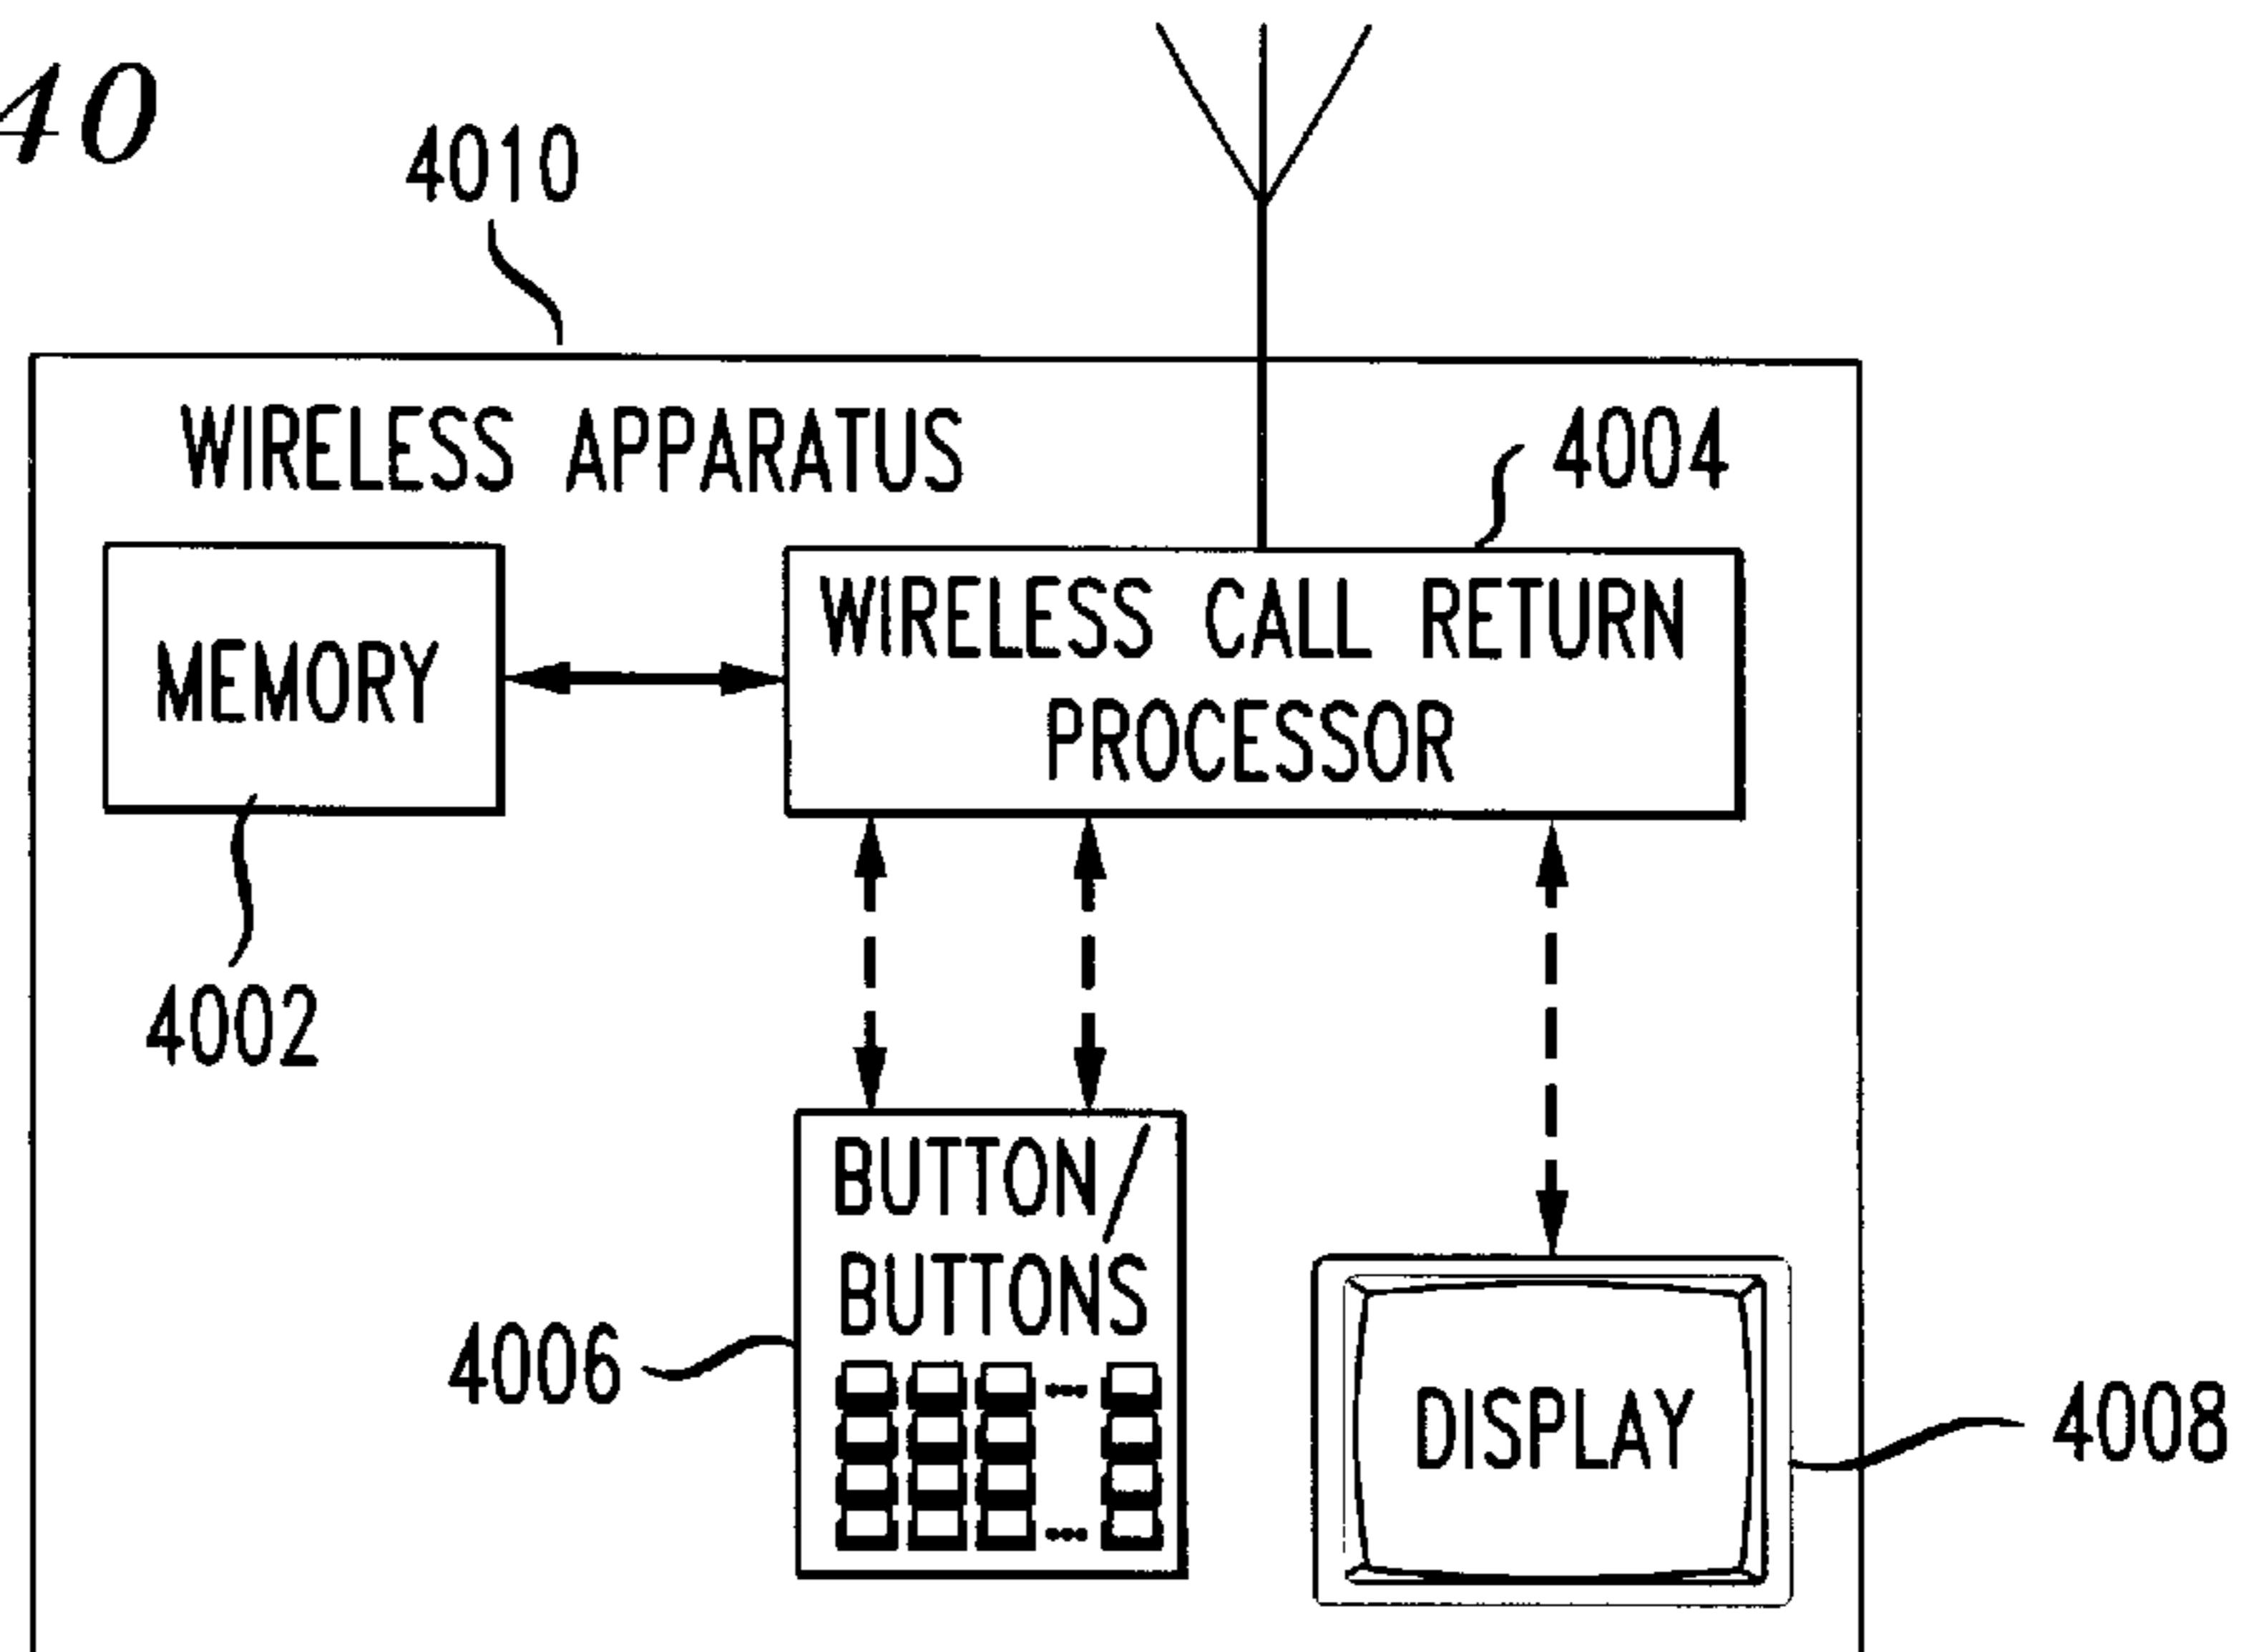 40
4010
WIRELESS APPARATUS
4004
MEMORY
WIRELESS CALL RETURN
PROCESSOR
4002
BUTTON/
BUTTONS
4006
DISPLAY
4008